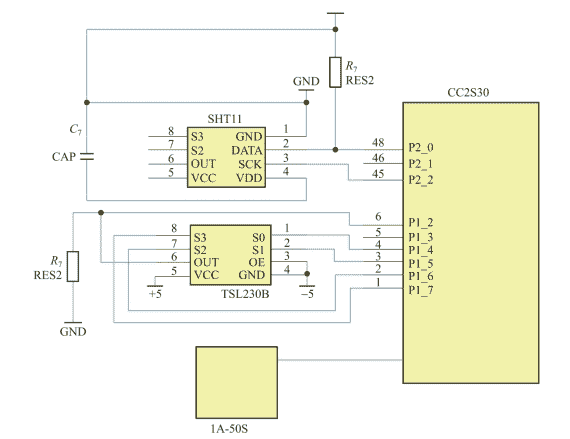 R7
RES2
GND
CC2S30
SHT11
C7
CAP
8 S3 GND 1
7 S2 DATA 2
6 OUT SCK 3
5 VCC VDD 4
48 P2_0
46 P2_1
45 P2_2
6 P1_2
5 P1_3
4 P1_4
3 P1_5
2 P1_6
1 P1_7
R7
RES2
GND
8 S3 S0 1
7 S2 S1 2
6 OUT OE 3
5 VCC GND 4
+5 TSL230B -5
1A-50S